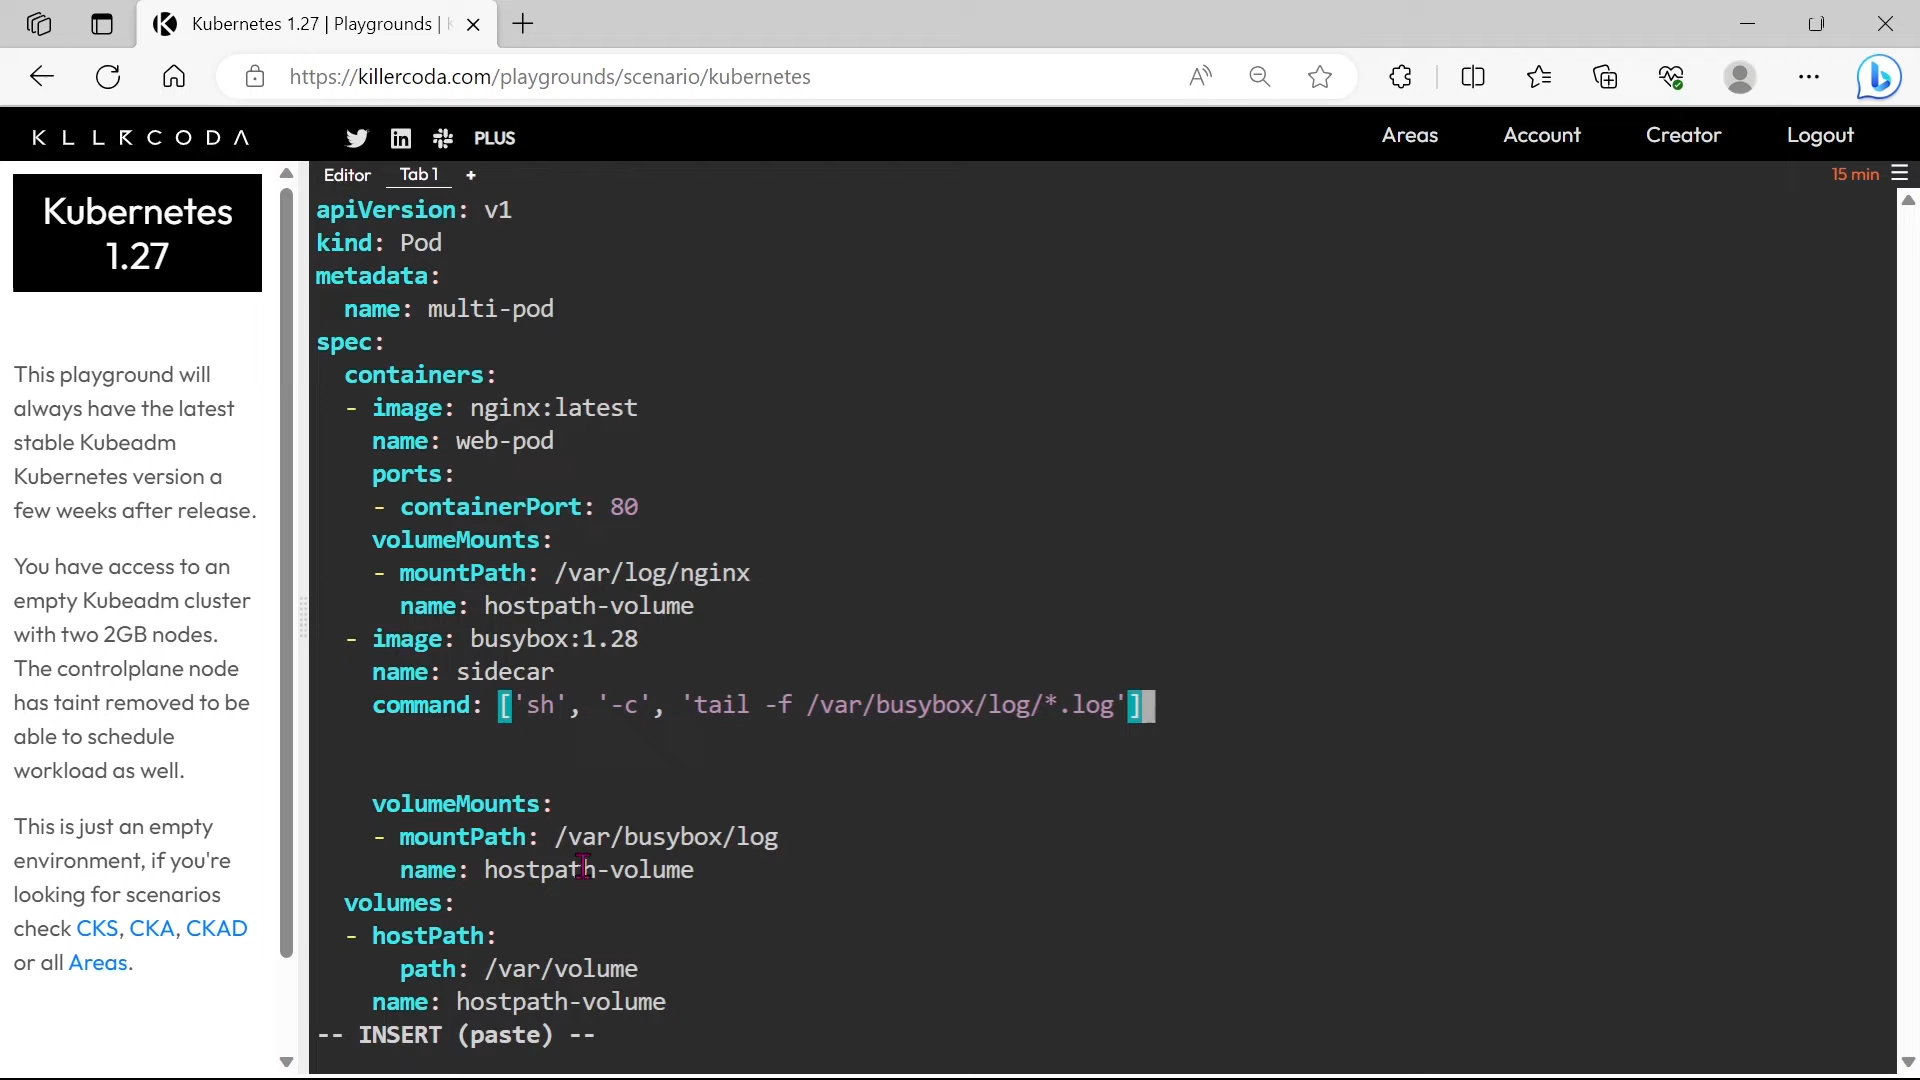 Kubernetes 1.27 | Playgrounds |
https://killercoda.com/playgrounds/scenario/kubernetes
KLLRCODA
PLUS
Areas
Account
Creator
Logout
Kubernetes
1.27
This playground will
always have the latest
stable Kubeadm
Kubernetes version a
few weeks after release.
You have access to an
empty Kubeadm cluster
with two 2GB nodes.
The controlplane node
has taint removed to be
able to schedule
workload as well.
This is just an empty
environment, if you're
looking for scenarios
check CKS, CKA, CKAD
or all Areas.
Editor
Tab 1
+
15 min
apiVersion: v1
kind: Pod
metadata:
  name: multi-pod
spec:
  containers:
  - image: nginx:latest
    name: web-pod
    ports:
    - containerPort: 80
    volumeMounts:
    - mountPath: /var/log/nginx
      name: hostpath-volume
  - image: busybox:1.28
    name: sidecar
    command: ['sh', '-c', 'tail -f /var/busybox/log/*.log']
    volumeMounts:
    - mountPath: /var/busybox/log
      name: hostpath-volume
  volumes:
  - hostPath:
      path: /var/volume
    name: hostpath-volume
-- INSERT (paste) --